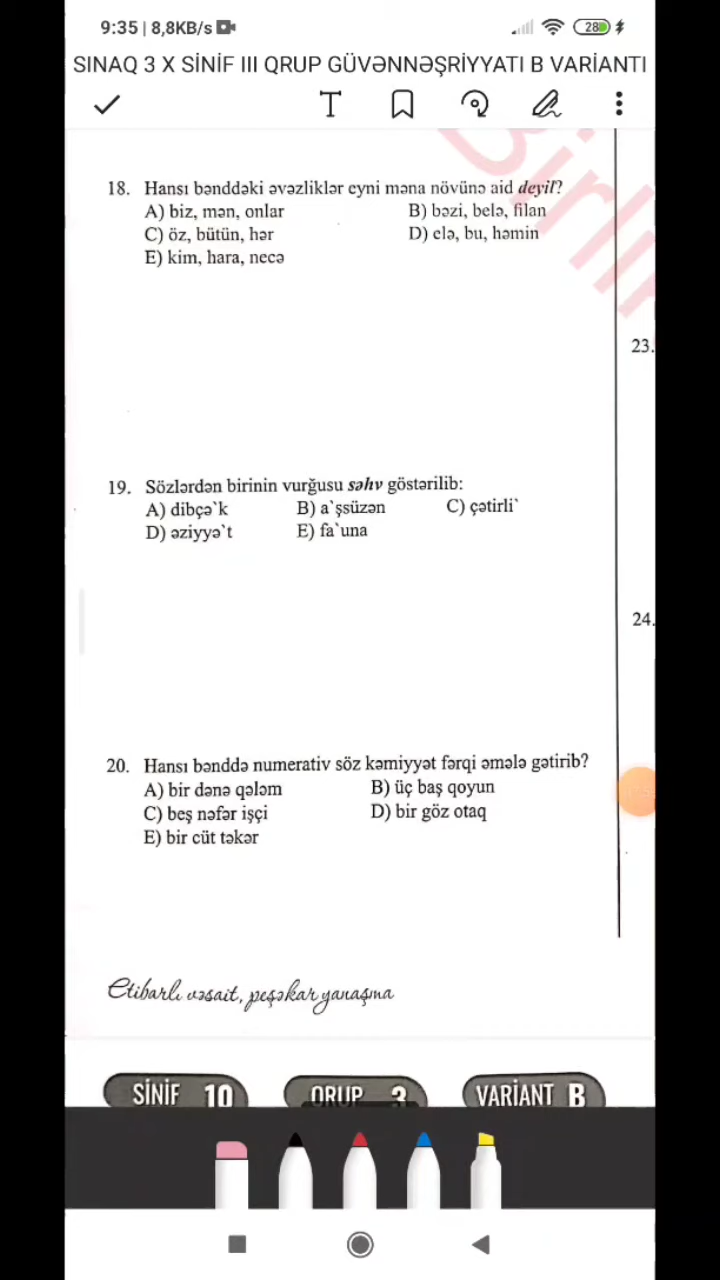 9:35 | 8,8KB/s
28
SINAQ 3 X SİNİF III QRUP GÜVƏNNƏŞRİYYATI B VARİANTI
T
Birli
18. Hansı bənddəki əvəzliklər eyni məna növünə aid deyil?
A) biz, mən, onlar B) bəzi, belə, filan
C) öz, bütün, hər D) elə, bu, həmin
E) kim, hara, necə
23.
19. Sözlərdən birinin vurğusu səhv göstərilib:
A) dibçə`k B) a`şsüzən C) çətirli`
D) əziyyə`t E) fa`una
24.
20. Hansı bənddə numerativ söz kəmiyyət fərqi əmələ gətirib?
A) bir dənə qələm B) üç baş qoyun
C) beş nəfər işçi D) bir göz otaq
E) bir cüt təkər
Etibarlı vəsait, peşəkar yanaşma
SİNİF 10 QRUP 3 VARİANT B